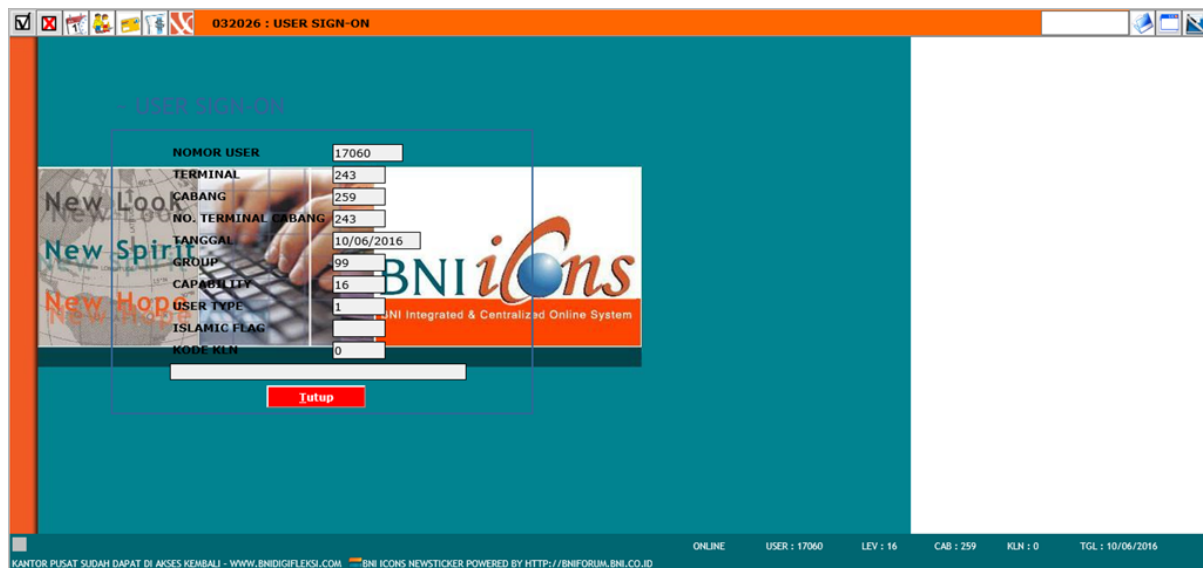 032026 : USER SIGN-ON
- USER SIGN-ON
NOMOR USER 17060
TERMINAL 243
CABANG 259
NO. TERMINAL CABANG 243
TANGGAL 10/06/2016
GROUP 99
CAPABILITY 16
USER TYPE 1
ISLAMIC FLAG
KODE KLN 0
Tutup
New Look
New Spirit
New Hope
BNI iCons
BNI Integrated & Centralized Online System
ONLINE USER : 17060 LEV : 16 CAB : 259 KLN : 0 TGL : 10/06/2016
KANTOR PUSAT SUDAH DAPAT DI AKSES KEMBALI - WWW.BNIDIGIFLEKSI.COM BNI ICONS NEWSTICKER POWERED BY HTTP://BNIFORUM.BNI.CO.ID